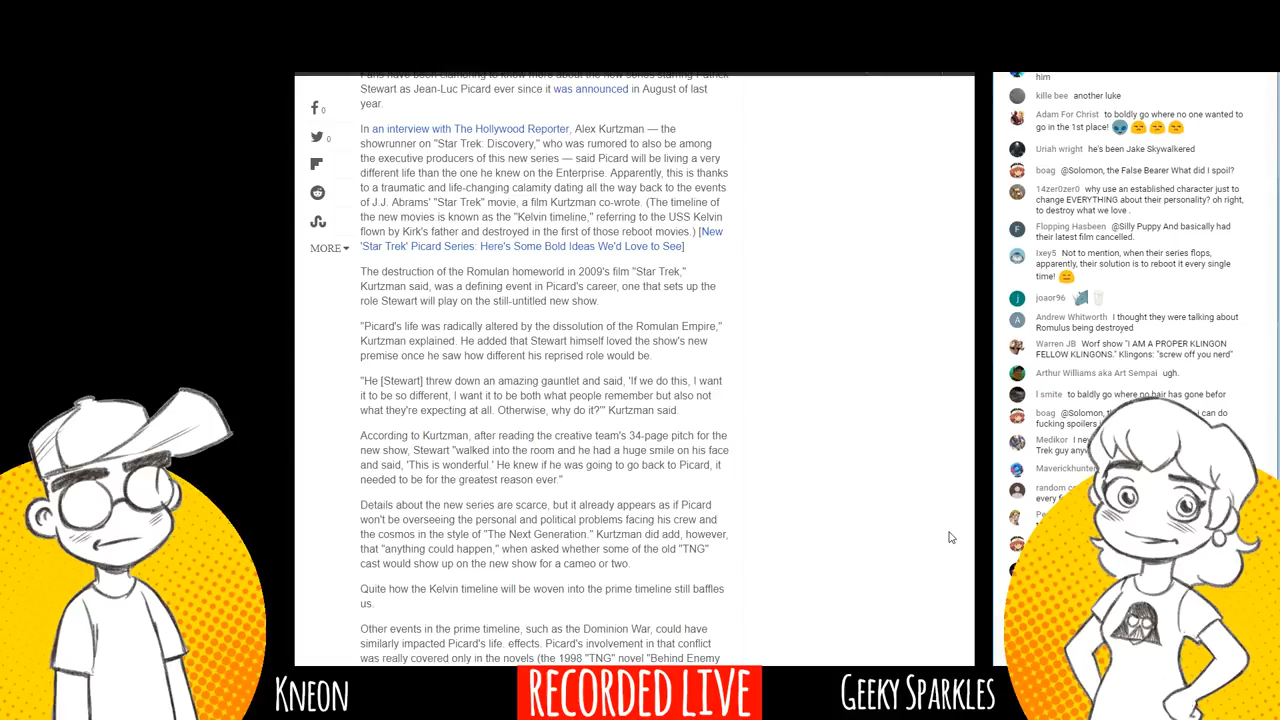 Fans have been clamoring to know more about the new series starring Patrick
Stewart as Jean-Luc Picard ever since it was announced in August of last
year.
In an interview with The Hollywood Reporter, Alex Kurtzman — the
showrunner on "Star Trek: Discovery," who was rumored to also be among
the executive producers of this new series — said Picard will be living a very
different life than the one he knew on the Enterprise. Apparently, this is thanks
to a traumatic and life-changing calamity dating all the way back to the events
of J.J. Abrams' "Star Trek" movie, a film Kurtzman co-wrote. (The timeline of
the new movies is known as the "Kelvin timeline," referring to the USS Kelvin
flown by Kirk's father and destroyed in the first of those reboot movies.) [New
'Star Trek' Picard Series: Here's Some Bold Ideas We'd Love to See]
The destruction of the Romulan homeworld in 2009's film "Star Trek,"
Kurtzman said, was a defining event in Picard's career, one that sets up the
role Stewart will play on the still-untitled new show.
"Picard's life was radically altered by the dissolution of the Romulan Empire,"
Kurtzman explained. He added that Stewart himself loved the show's new
premise once he saw how different his reprised role would be.
"He [Stewart] threw down an amazing gauntlet and said, 'If we do this, I want
it to be so different, I want it to be both what people remember but also not
what they're expecting at all. Otherwise, why do it?'" Kurtzman said.
According to Kurtzman, after reading the creative team's 34-page pitch for the
new show, Stewart "walked into the room and he had a huge smile on his face
and said, 'This is wonderful.' He knew if he was going to go back to Picard, it
needed to be for the greatest reason ever."
Details about the new series are scarce, but it already appears as if Picard
won't be overseeing the personal and political problems facing his crew and
the cosmos in the style of "The Next Generation." Kurtzman did add, however,
that "anything could happen," when asked whether some of the old "TNG"
cast would show up on the new show for a cameo or two.
Quite how the Kelvin timeline will be woven into the prime timeline still baffles
us.
Other events in the prime timeline, such as the Dominion War, could have
similarly impacted Picard's life. effects. Picard's involvement in that conflict
was really covered only in the novels (the 1998 "TNG" novel "Behind Enemy
0
0
MORE
him
kille bee another luke
Adam For Christ to boldly go where no one wanted to
go in the 1st place!
Uriah wright he's been Jake Skywalkered
boag @Solomon, the False Bearer What did I spoil?
14zer0zer0 why use an established character just to
change EVERYTHING about their personality? oh right,
to destroy what we love .
Flopping Hasbeen @Silly Puppy And basically had
their latest film cancelled.
Ixey5 Not to mention, when their series flops,
apparently, their solution is to reboot it every single
time!
joaor96
Andrew Whitworth I thought they were talking about
Romulus being destroyed
Warren JB Worf show "I AM A PROPER KLINGON
FELLOW KLINGONS." Klingons: "screw off you nerd"
Arthur Williams aka Art Sempai ugh.
l smite to baldly go where no hair has gone befor
boag @Solomon, i can do
fucking spoilers
Medikor I
Trek guy
Maverickhunter
random
every
KNEON
RECORDED LIVE
GEEKY SPARKLES